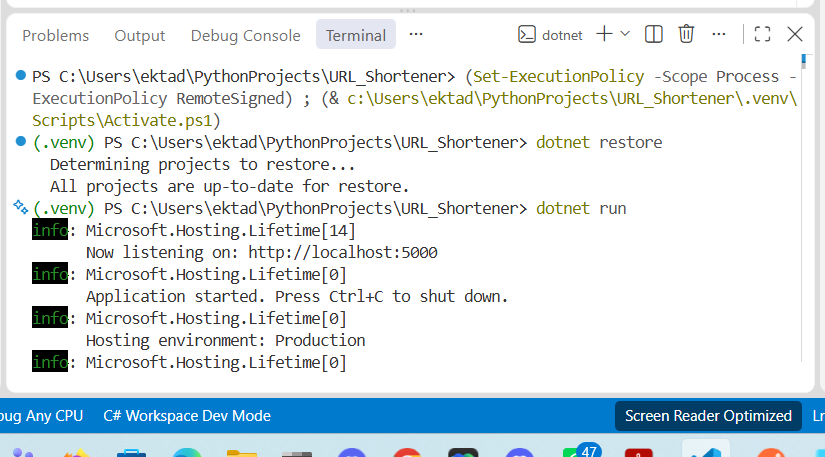 Problems Output Debug Console Terminal ... dotnet
PS C:\Users\ektad\PythonProjects\URL_Shortener> (Set-ExecutionPolicy -Scope Process -
ExecutionPolicy RemoteSigned) ; (& c:\Users\ektad\PythonProjects\URL_Shortener\.venv\
Scripts\Activate.ps1)
(.venv) PS C:\Users\ektad\PythonProjects\URL_Shortener> dotnet restore
Determining projects to restore...
All projects are up-to-date for restore.
(.venv) PS C:\Users\ektad\PythonProjects\URL_Shortener> dotnet run
info: Microsoft.Hosting.Lifetime[14]
Now listening on: http://localhost:5000
info: Microsoft.Hosting.Lifetime[0]
Application started. Press Ctrl+C to shut down.
info: Microsoft.Hosting.Lifetime[0]
Hosting environment: Production
info: Microsoft.Hosting.Lifetime[0]
bug Any CPU C# Workspace Dev Mode Screen Reader Optimized Ln
47